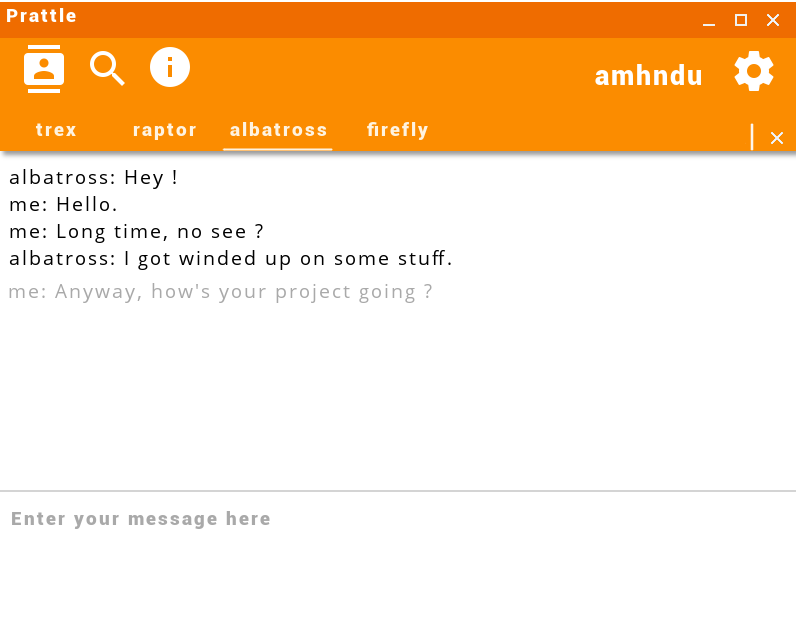 Prattle
amhndu
trex raptor albatross firefly
albatross: Hey !
me: Hello.
me: Long time, no see ?
albatross: I got winded up on some stuff.
me: Anyway, how's your project going ?
Enter your message here